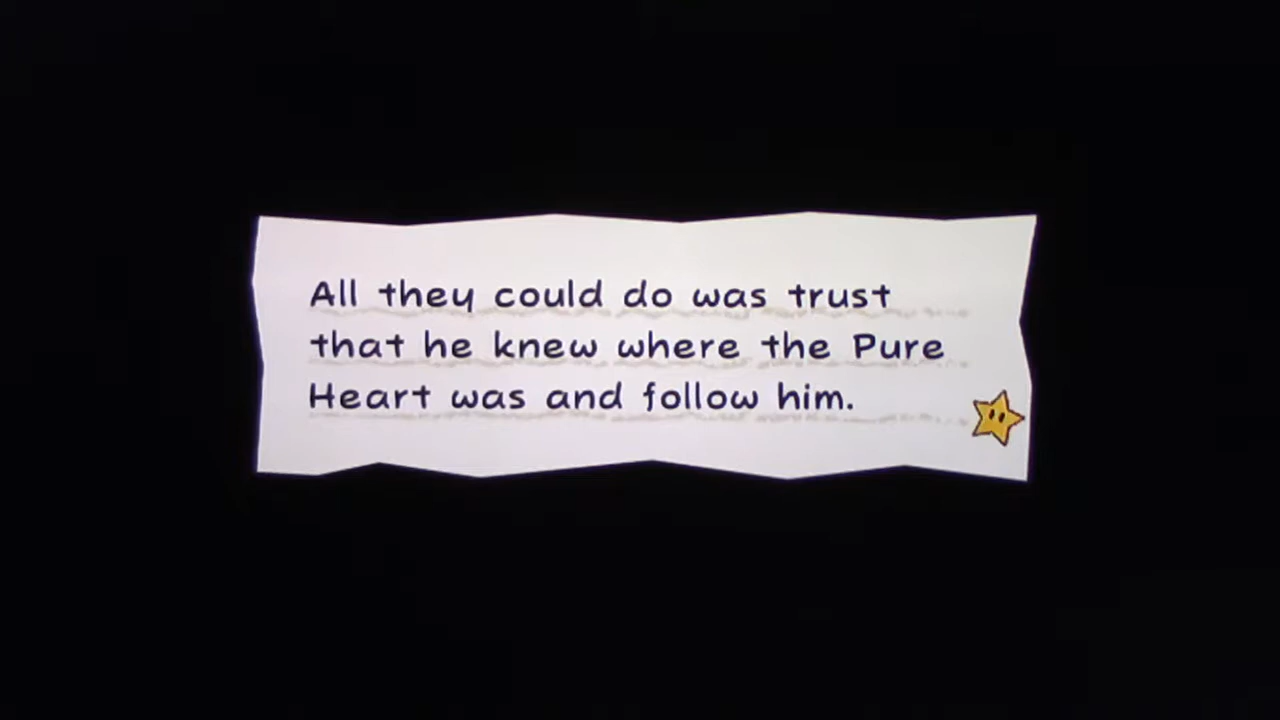 All they could do was trust
that he knew where the Pure
Heart was and follow him.